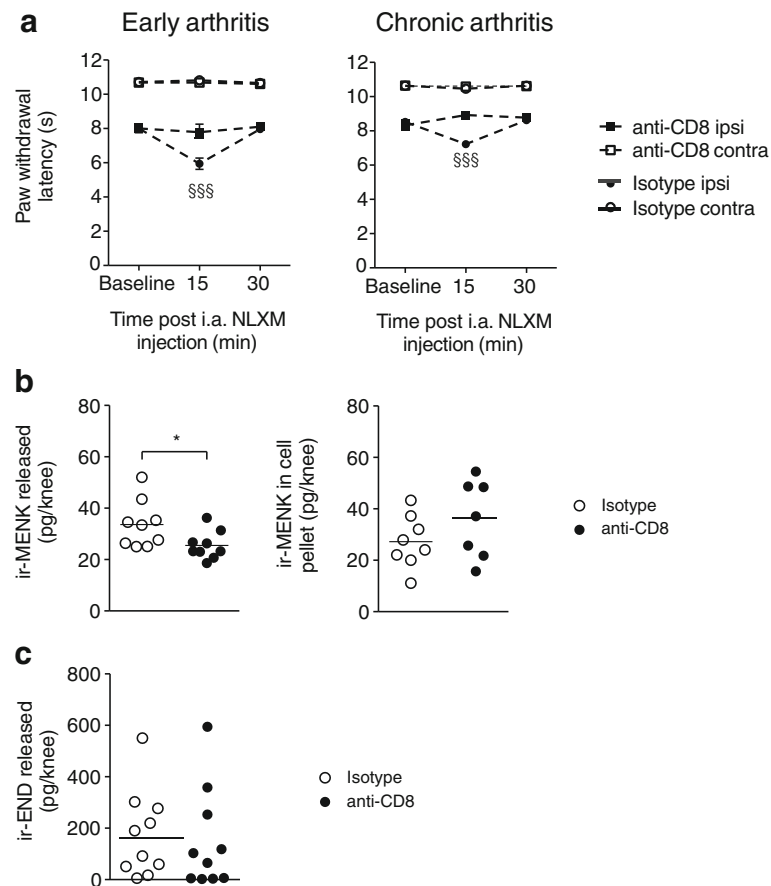 a
Early arthritis
Chronic arthritis
Paw withdrawal
latency (s)
12
10
8
6
4
2
0
Baseline 15 30
Time post i.a. NLXM
injection (min)
§§§
12
10
8
6
4
2
0
Baseline 15 30
Time post i.a. NLXM
injection (min)
§§§
anti-CD8 ipsi
anti-CD8 contra
Isotype ipsi
Isotype contra
b
ir-MENK released
(pg/knee)
80
60
40
20
0
*
ir-MENK in cell
pellet (pg/knee)
80
60
40
20
0
Isotype
anti-CD8
c
ir-END released
(pg/knee)
800
600
400
200
0
Isotype
anti-CD8